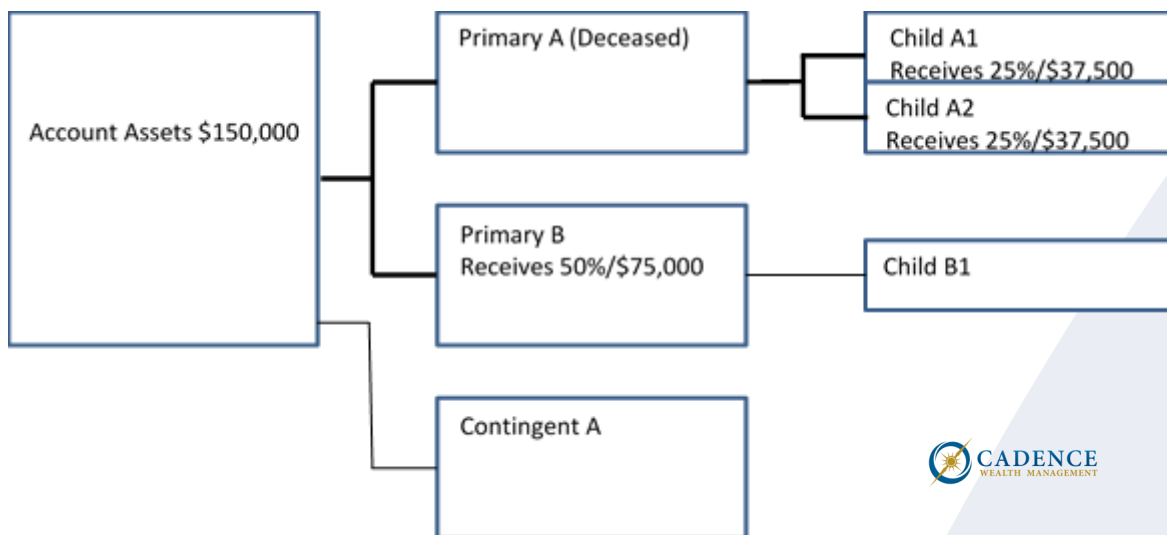 Account Assets $150,000
Primary A (Deceased)
Child A1
Receives 25%/$37,500
Child A2
Receives 25%/$37,500
Primary B
Receives 50%/$75,000
Child B1
Contingent A
CADENCE
WEALTH MANAGEMENT